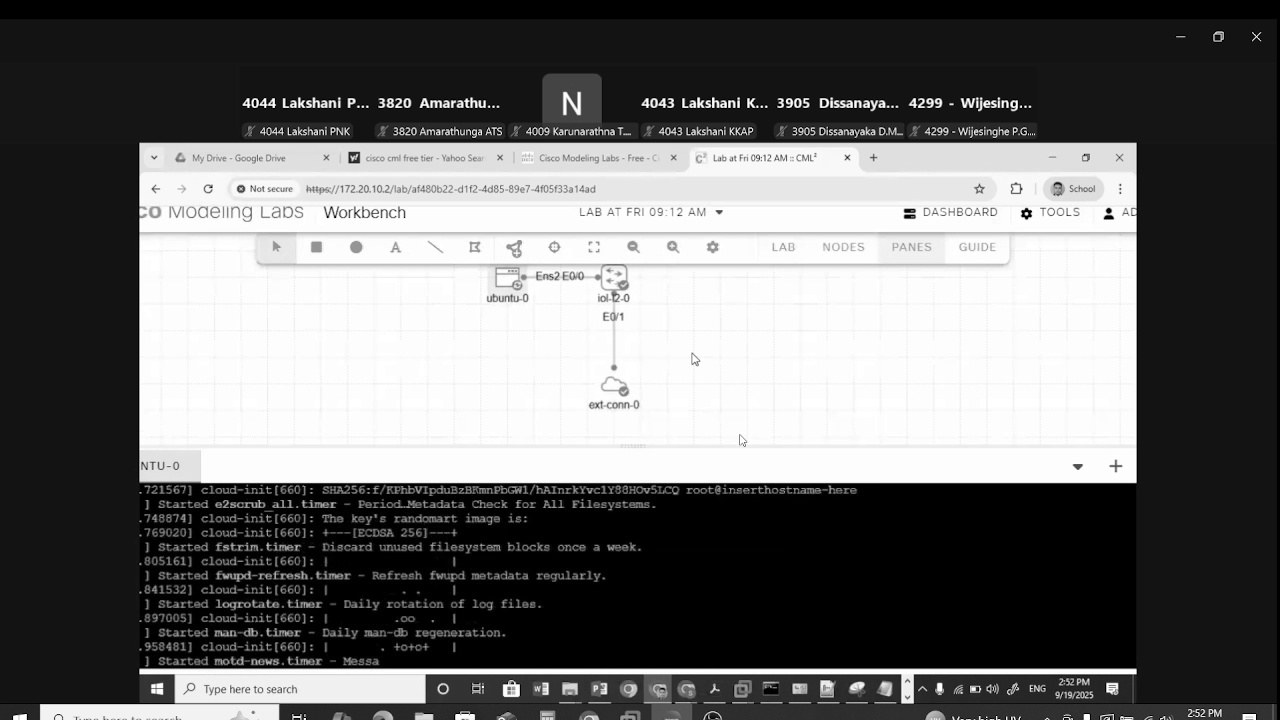 4044 Lakshani P... 3820 Amarathu... N 4043 Lakshani K... 3905 Dissanaya... 4299 - Wijesing...
4044 Lakshani PNK 3820 Amarathunga ATS 4009 Karunarathna T... 4043 Lakshani KKAP 3905 Dissanayaka D.M... 4299 - Wijesinghe P.G....
My Drive - Google Drive cisco cml free tier - Yahoo Sear Cisco Modeling Labs - Free - Ci Lab at Fri 09:12 AM :: CML²
Not secure https://172.20.10.2/lab/af480b22-d1f2-4d85-89e7-4f05f33a14ad School
co Modeling Labs Workbench LAB AT FRI 09:12 AM DASHBOARD TOOLS AD
A LAB NODES PANES GUIDE
Ens2 E0/0
ubuntu-0 iol-l2-0
E0/1
ext-conn-0
NTU-0
.721567] cloud-init[660]: SHA256:f/KPhbVIpduBzBKmnPbGW1/hAInrkYvc1Y88HOv5LCQ root@inserthostname-here
] Started e2scrub_all.timer - Period…Metadata Check for All Filesystems.
.748874] cloud-init[660]: The key's randomart image is:
.769020] cloud-init[660]: +---[ECDSA 256]---+
] Started fstrim.timer - Discard unused filesystem blocks once a week.
.805161] cloud-init[660]: | |
] Started fwupd-refresh.timer - Refresh fwupd metadata regularly.
.841532] cloud-init[660]: | . . |
] Started logrotate.timer - Daily rotation of log files.
.897005] cloud-init[660]: | .oo . |
] Started man-db.timer - Daily man-db regeneration.
.958481] cloud-init[660]: | . +o+o+ |
] Started motd-news.timer - Messa
Type here to search ENG 2:52 PM
9/19/2025
Type here to search 2:52 PM